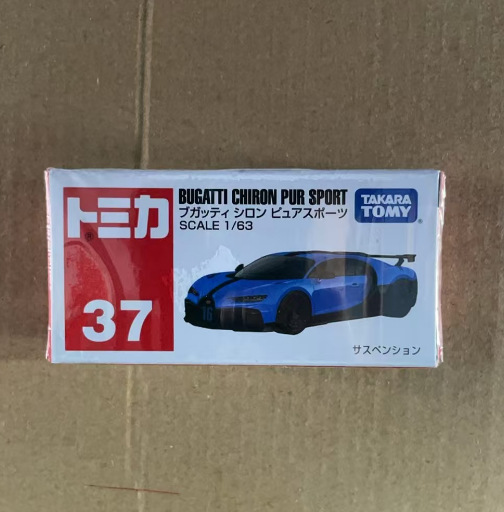 トミカ
37
BUGATTI CHIRON PUR SPORT
ブガッティ シロン ピュアスポーツ
SCALE 1/63
TAKARA
TOMY
16
サスペンション